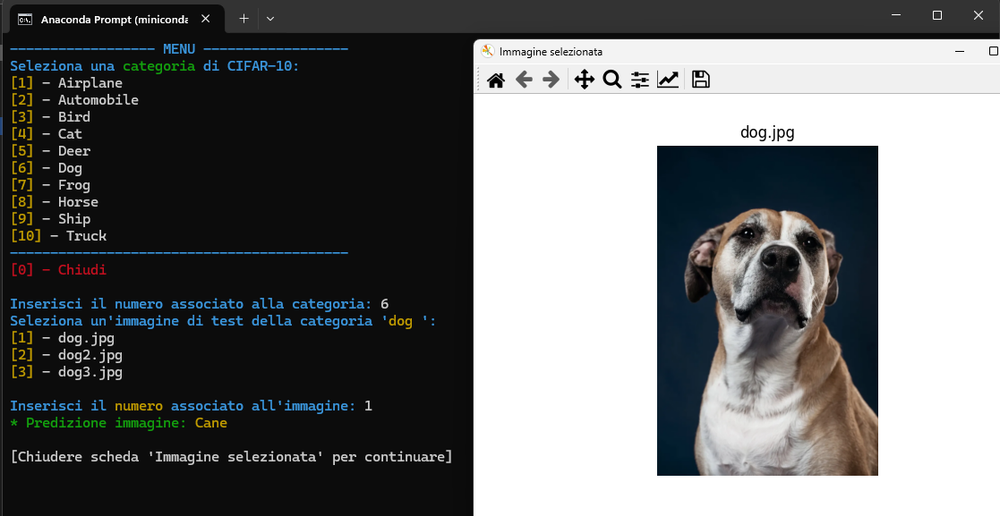 Anaconda Prompt (miniconda
------------------ MENU ------------------
Seleziona una categoria di CIFAR-10:
[1] - Airplane
[2] - Automobile
[3] - Bird
[4] - Cat
[5] - Deer
[6] - Dog
[7] - Frog
[8] - Horse
[9] - Ship
[10] - Truck
------------------------------------------
[0] - Chiudi
Inserisci il numero associato alla categoria: 6
Seleziona un'immagine di test della categoria 'dog ':
[1] - dog.jpg
[2] - dog2.jpg
[3] - dog3.jpg
Inserisci il numero associato all'immagine: 1
* Predizione immagine: Cane
[Chiudere scheda 'Immagine selezionata' per continuare]
Immagine selezionata
dog.jpg